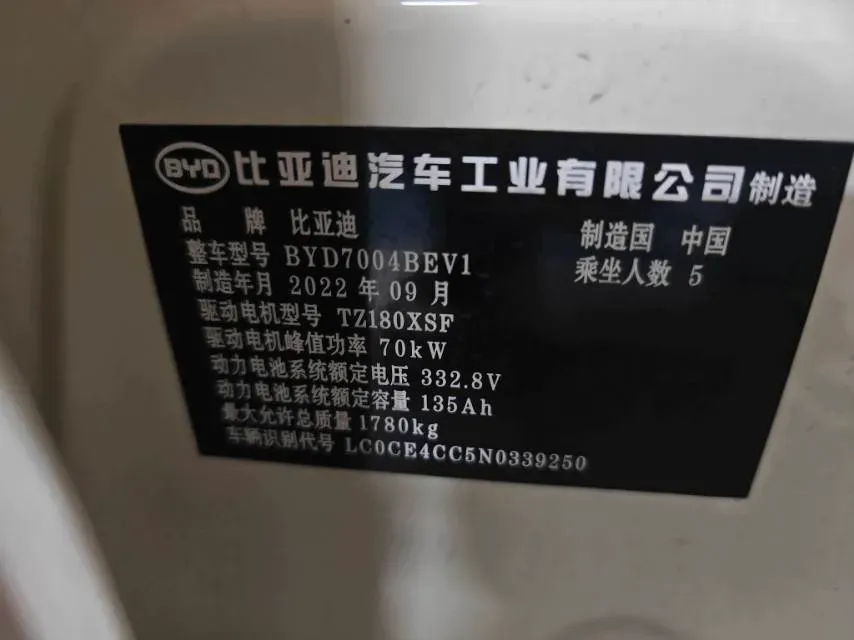 BYD 比亚迪汽车工业有限公司制造
品 牌 比亚迪 制造国 中国
整车型号 BYD7004BEV1 乘坐人数 5
制造年月 2022 年 09 月
驱动电机型号 TZ180XSF
驱动电机峰值功率 70kW
动力电池系统额定电压 332.8V
动力电池系统额定容量 135Ah
最大允许总质量 1780kg
车辆识别代号 LC0CE4CC5N0339250